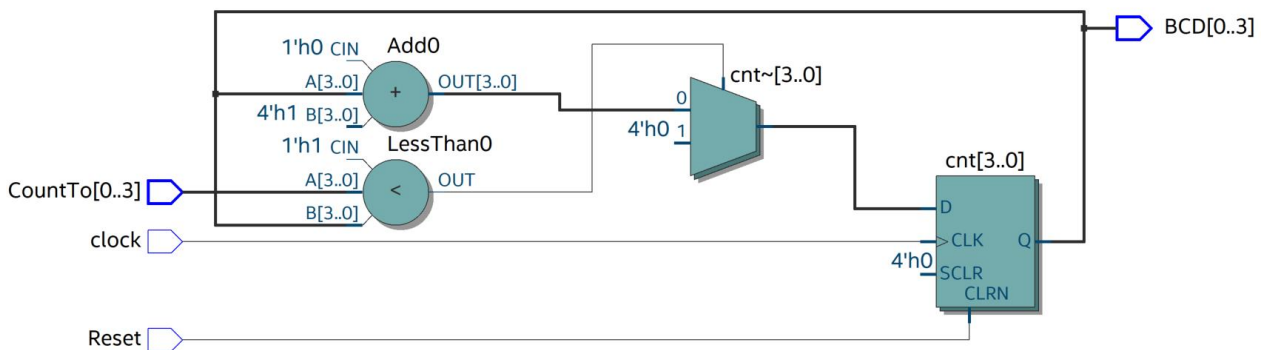 BCD[0..3]
Add0
1'h0 CIN
A[3..0]
OUT[3..0]
+
4'h1 B[3..0]
cnt~[3..0]
0
4'h0 1
LessThan0
1'h1 CIN
CountTo[0..3]
A[3..0]
OUT
<
B[3..0]
cnt[3..0]
D
clock
CLK
Q
4'h0
SCLR
CLRN
Reset